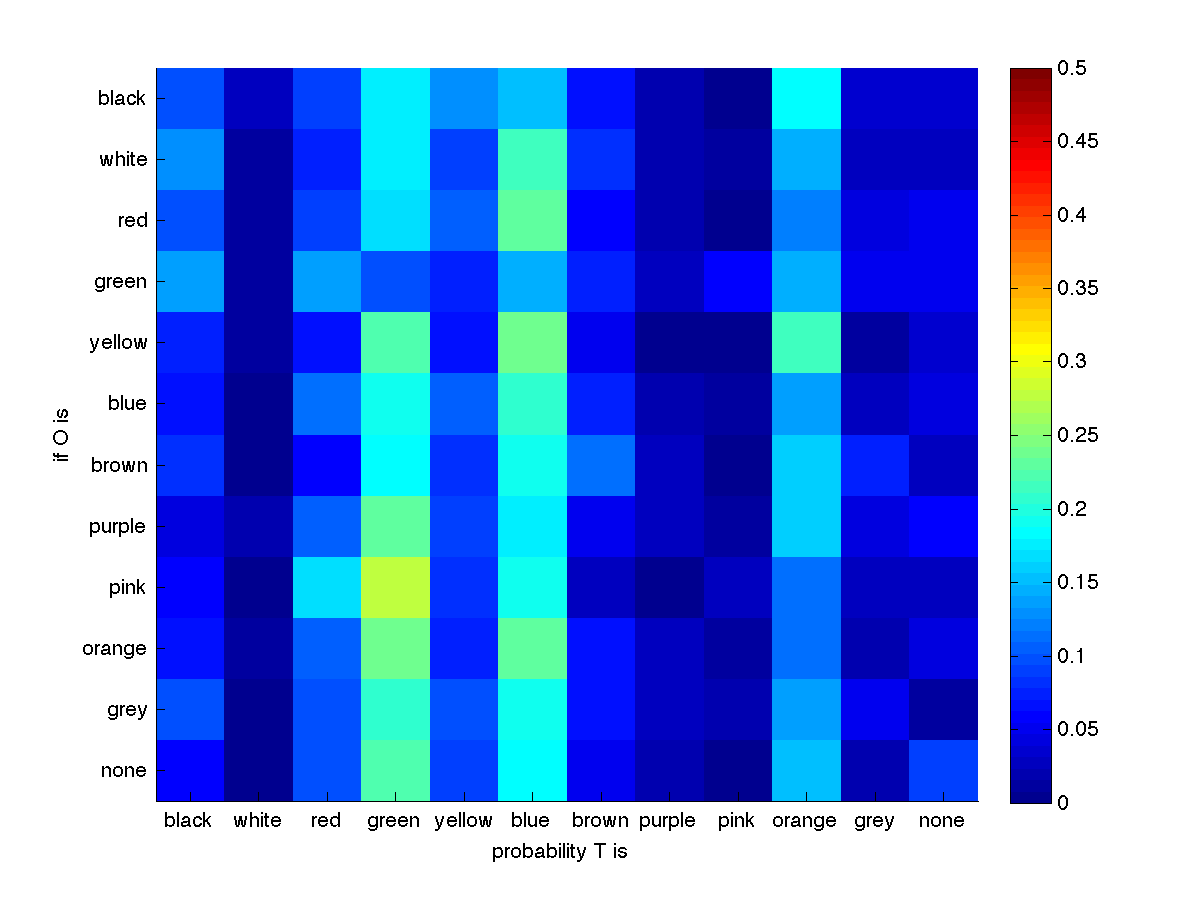 black
white
red
green
yellow
blue
brown
purple
pink
orange
grey
none
if O is
black white red green yellow blue brown purple pink orange grey none
probability T is
0.5
0.45
0.4
0.35
0.3
0.25
0.2
0.15
0.1
0.05
0